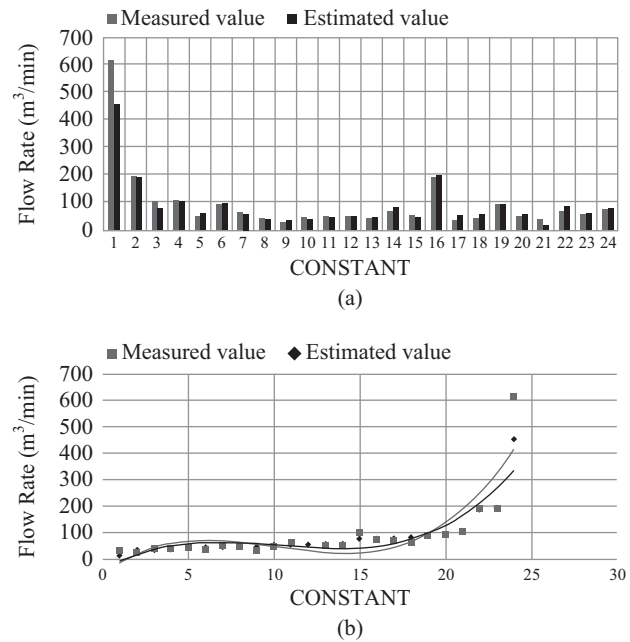 Measured value Estimated value
700
600
500
400
300
200
100
0
Flow Rate (m³/min)
1 2 3 4 5 6 7 8 9 10 11 12 13 14 15 16 17 18 19 20 21 22 23 24
CONSTANT
(a)
Measured value Estimated value
700
600
500
400
300
200
100
0
Flow Rate (m³/min)
0 5 10 15 20 25 30
CONSTANT
(b)